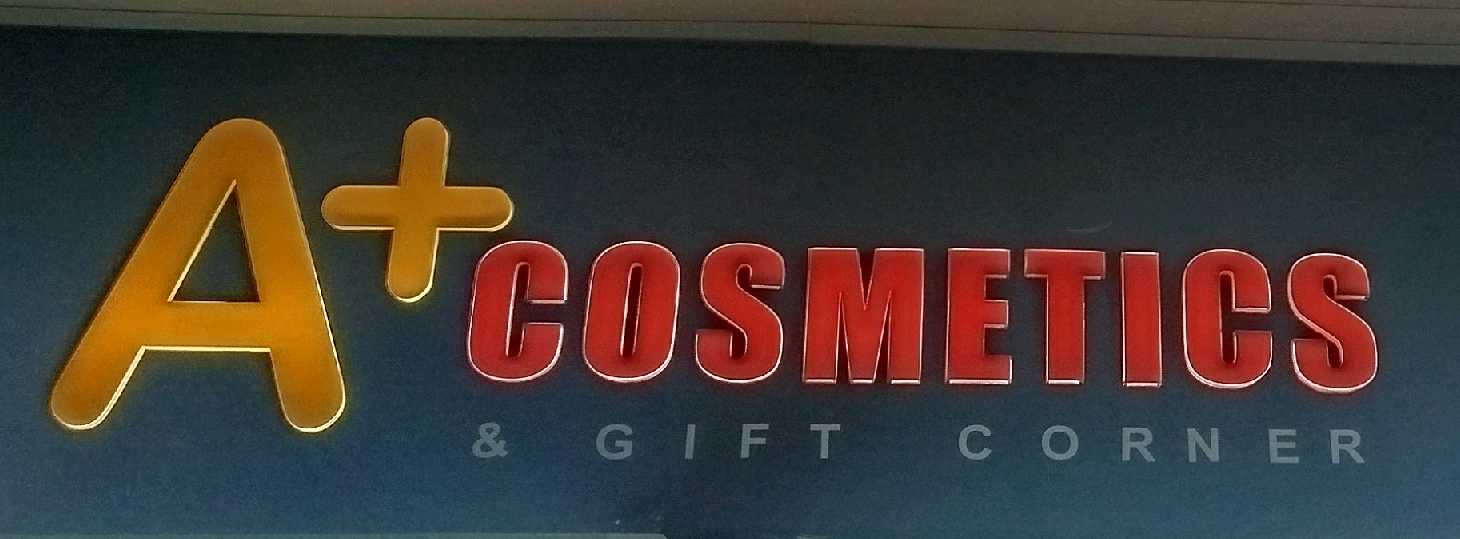 A+ COSMETICS
& GIFT CORNER